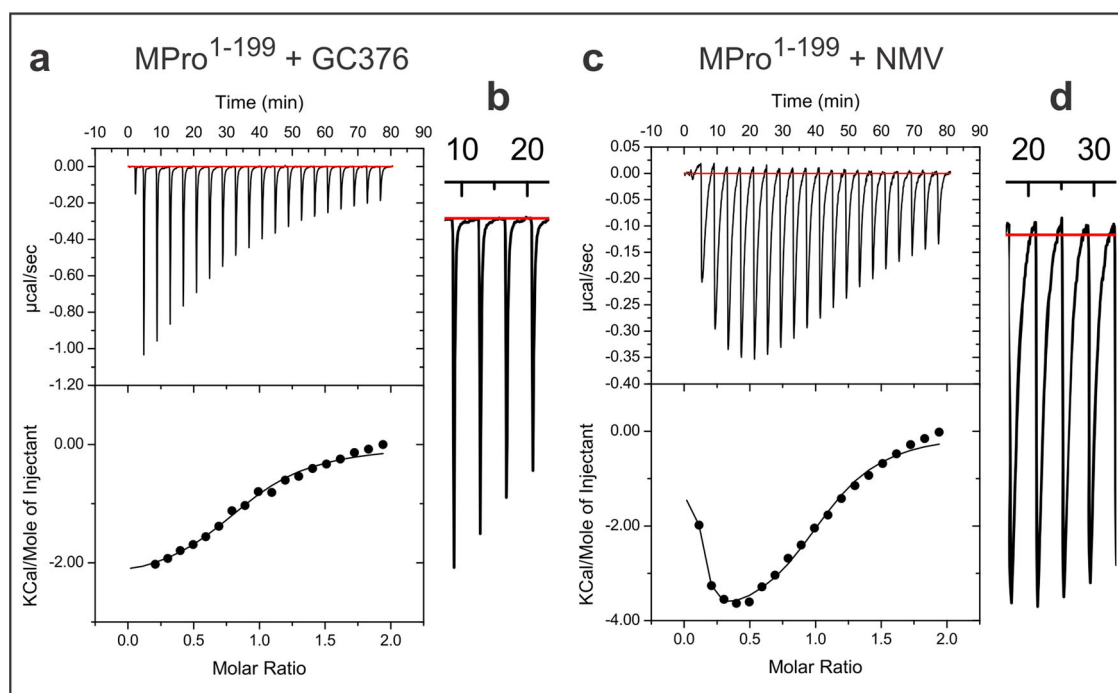 a
MPro1-199 + GC376
Time (min)
-10 0 10 20 30 40 50 60 70 80 90
0.00
-0.20
-0.40
-0.60
-0.80
-1.00
-1.20
µcal/sec
0.00
-2.00
KCal/Mole of Injectant
0.0 0.5 1.0 1.5 2.0
Molar Ratio
b
10 20
c
MPro1-199 + NMV
Time (min)
-10 0 10 20 30 40 50 60 70 80 90
0.05
0.00
-0.05
-0.10
-0.15
-0.20
-0.25
-0.30
-0.35
-0.40
µcal/sec
0.00
-2.00
-4.00
KCal/Mole of Injectant
0.0 0.5 1.0 1.5 2.0
Molar Ratio
d
20 30